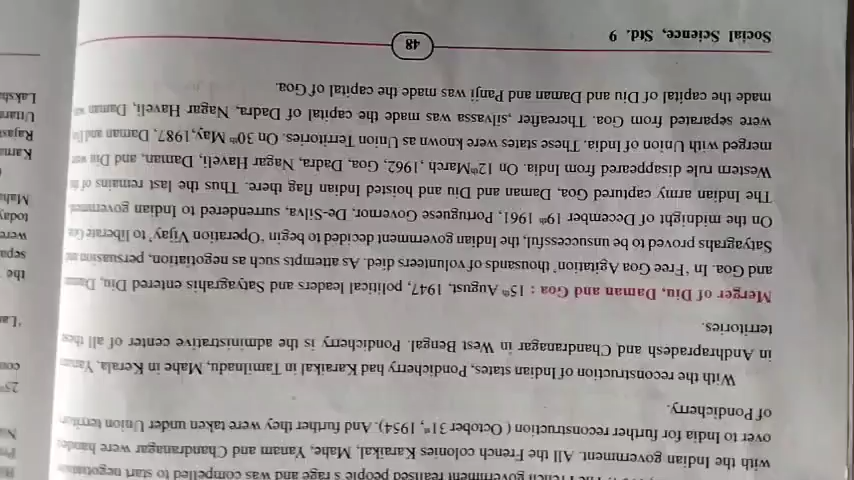 French government realised people's rage and was compelled to start
with the Indian government. All the French colonies Karaikal, Mahe, Yanam and Chandranagar were
over to India for further reconstruction ( October 31st, 1954). And further they were taken under Union
of Pondicherry.
With the reconstruction of Indian states, Pondicherry had Karaikal in Tamilnadu, Mahe in Kerala,
in Andhrapradesh and Chandranagar in West Bengal. Pondicherry is the administrative center of all
territories.
Merger of Diu, Daman and Goa : 15th August, 1947, political leaders and Satyagrahis entered Diu,
and Goa. In 'Free Goa Agitation' thousands of volunteers died. As attempts such as negotiation, persuasion
Satyagrahs proved to be unsuccessful, the Indian government decided to begin 'Operation Vijay' to liberate
On the midnight of December 19th 1961, Portuguese Governor, De-Silva, surrendered to Indian
The Indian army captured Goa, Daman and Diu and hoisted Indian flag there. Thus the last remains of
Western rule disappeared from India. On 12th March ,1962, Goa, Dadra, Nagar Haveli, Daman, and Diu
merged with Union of India. These states were known as Union Territories. On 30th May,1987, Daman and
were separated from Goa. Thereafter ,silvassa was made the capital of Dadra, Nagar Haveli, Daman
made the capital of Diu and Daman and Panji was made the capital of Goa.
Social Science, Std. 9
48
25th
the
were
today